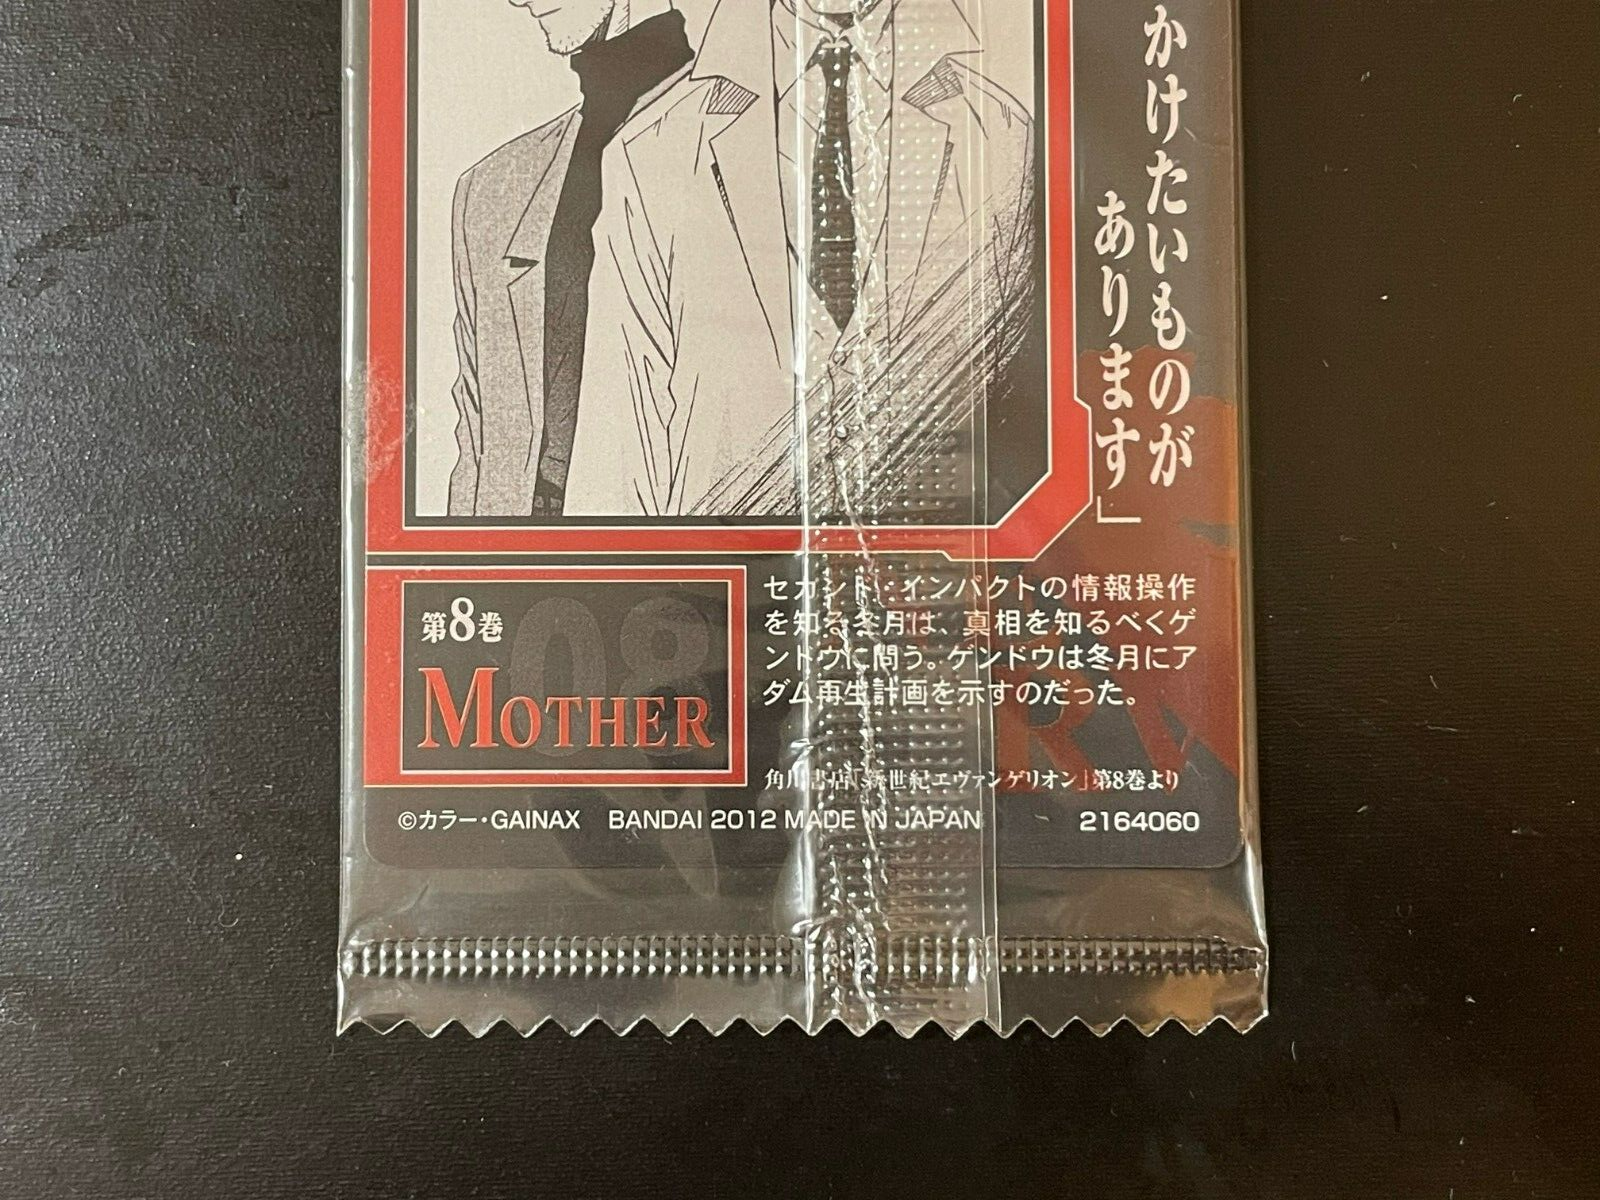 かけたいものが
あります」
第8巻
MOTHER
08
セカンド・インパクトの情報操作
を知る冬月は、真相を知るべくゲ
ンドウに問う。ゲンドウは冬月にア
ダム再生計画を示すのだった。
角川書店「新世紀エヴァンゲリオン」第8巻より
©カラー・GAINAX BANDAI 2012 MADE IN JAPAN 2164060